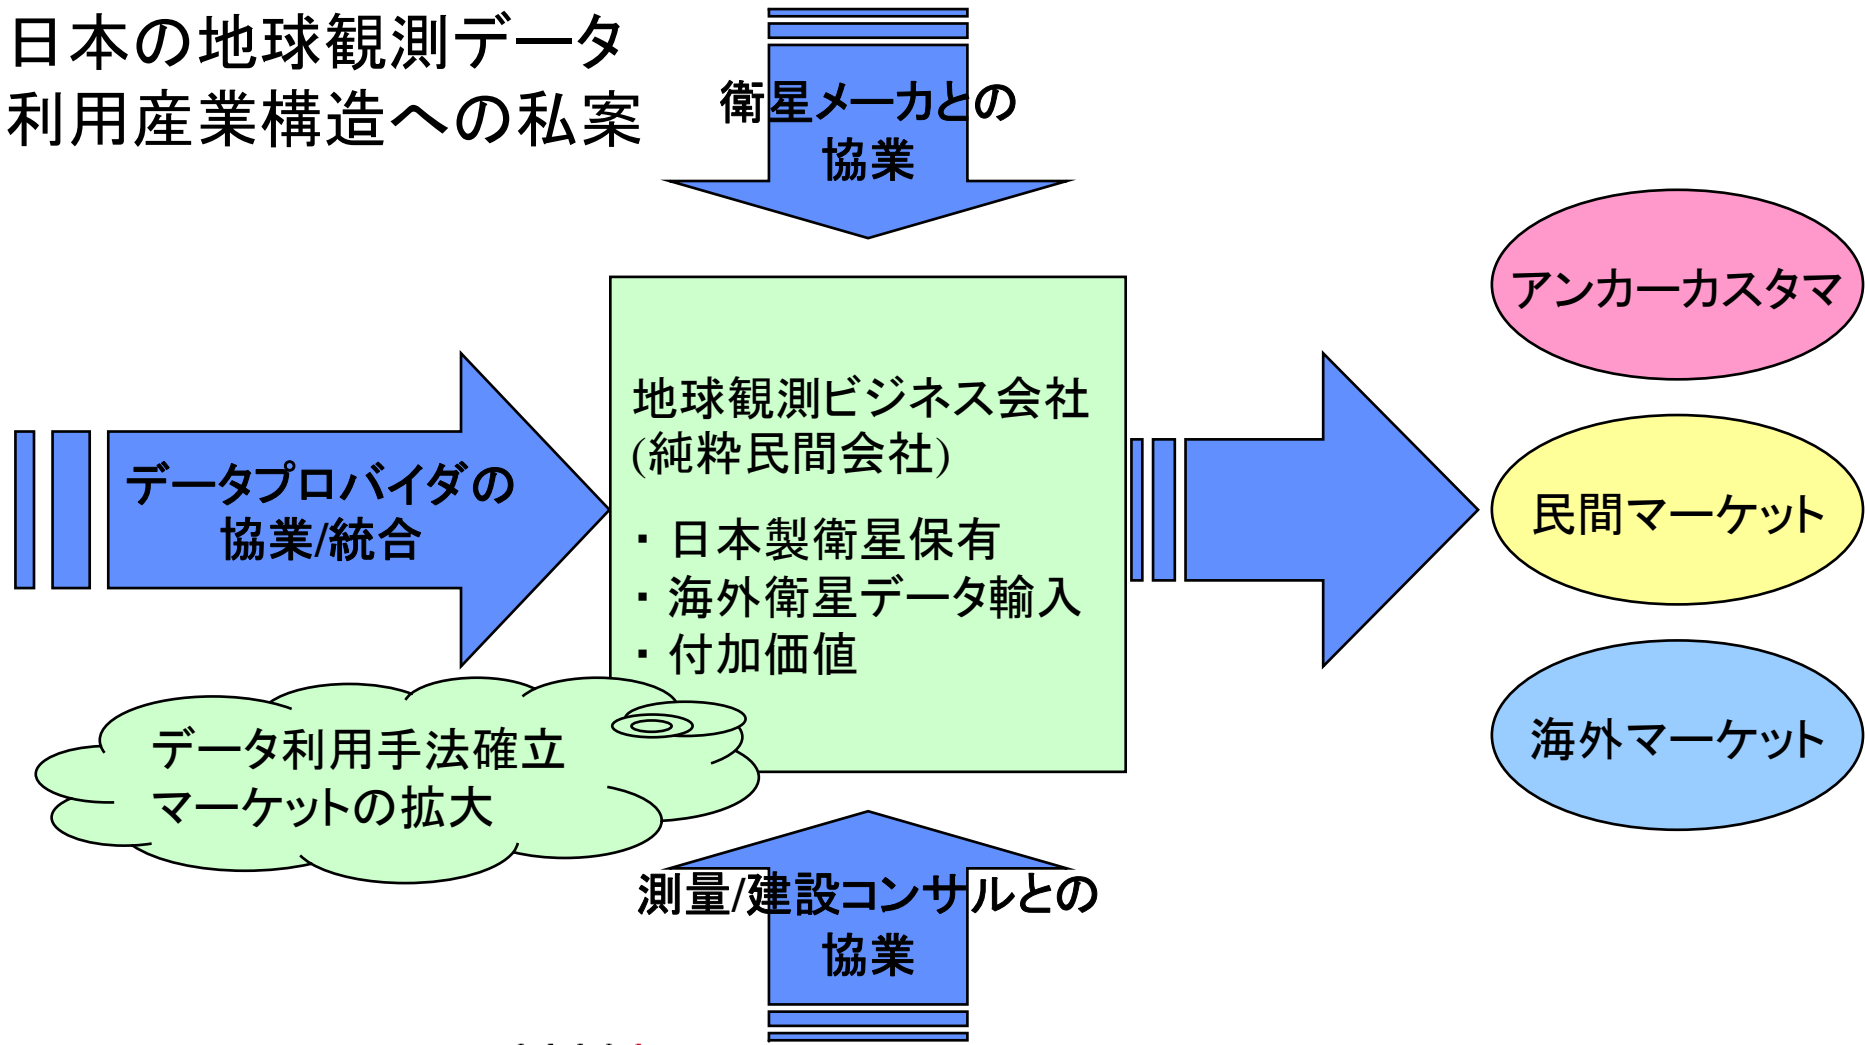 日本の地球観測データ
利用産業構造への私案
衛星メーカとの
協業
アンカーカスタマ
地球観測ビジネス会社
(純粋民間会社)
データプロバイダの
協業/統合
・日本製衛星保有
・海外衛星データ輸入
・付加価値
民間マーケット
データ利用手法確立
マーケットの拡大
海外マーケット
測量/建設コンサルとの
協業